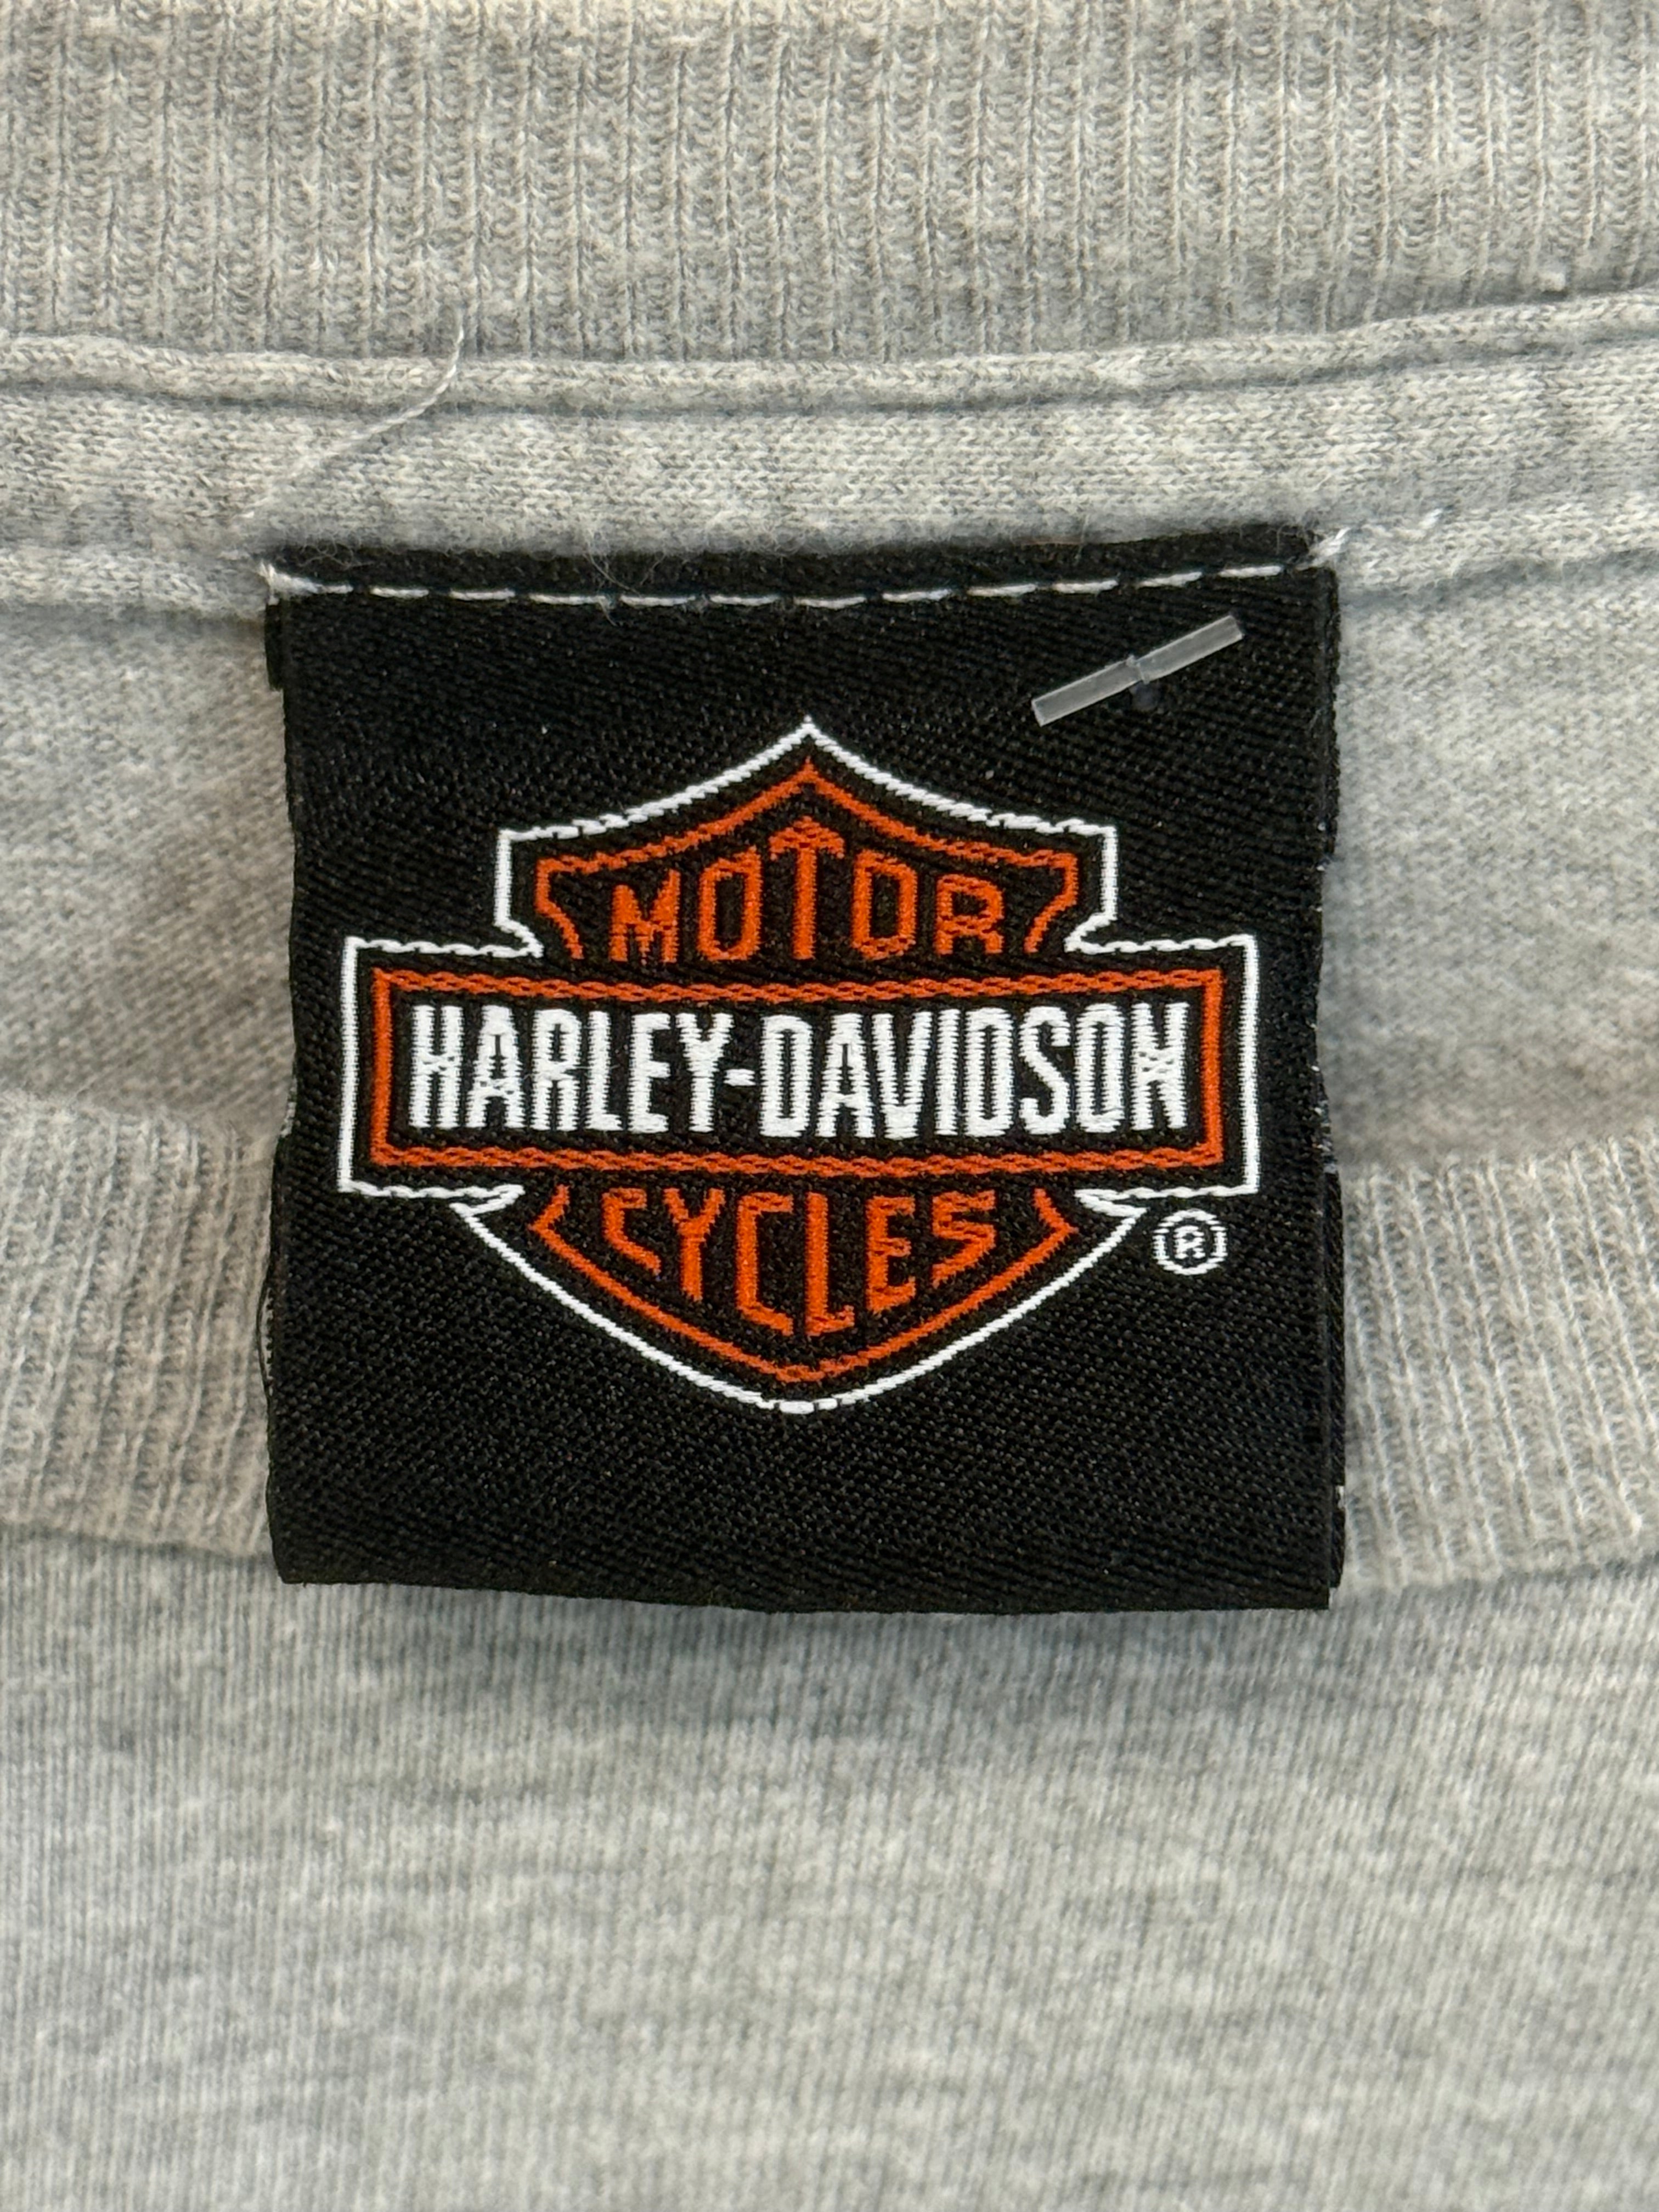 MOTOR
HARLEY-DAVIDSON
CYCLES
®